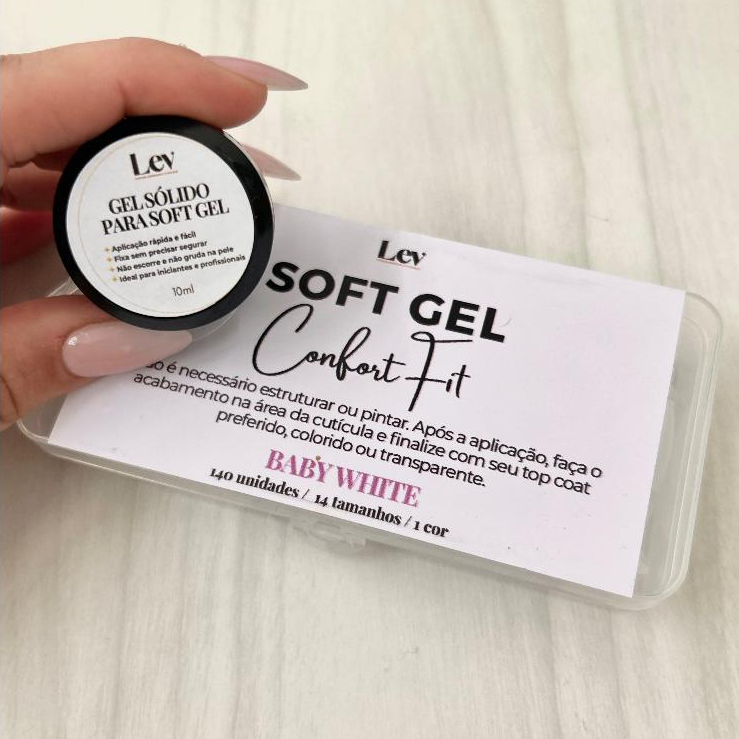 Lev
GEL SÓLIDO
PARA SOFT GEL
Aplicação rápida e fácil
Fixa sem precisar segurar
Não escorre e não gruda na pele
Ideal para iniciantes e profissionais
10ml
Lev
SOFT GEL
Confort Fit
é necessário estruturar ou pintar. Após a aplicação, faça o
acabamento na área da cutícula e finalize com seu top coat
preferido, colorido ou transparente.
BABY WHITE
140 unidades / 14 tamanhos / 1 cor